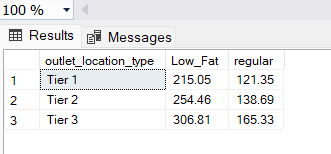 100 %
Results Messages
outlet_location_type Low_Fat regular
1 Tier 1 215.05 121.35
2 Tier 2 254.46 138.69
3 Tier 3 306.81 165.33